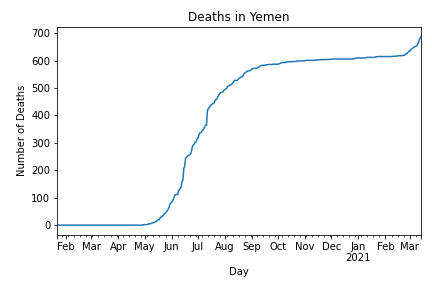 Deaths in Yemen
700
600
500
400
300
200
100
0
Number of Deaths
Feb Mar Apr May Jun Jul Aug Sep Oct Nov Dec Jan Feb Mar
2021
Day